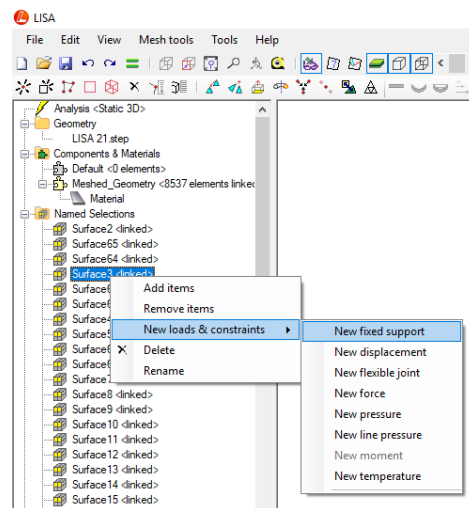 LISA
File Edit View Mesh tools Tools Help
Analysis <Static 3D>
Geometry
LISA 21.step
Components & Materials
Default <0 elements>
Meshed_Geometry <8537 elements linked
Material
Named Selections
Surface2 <linked>
Surface65 <linked>
Surface64 <linked>
Surface3 <linked>
Add items
Remove items
New loads & constraints
New fixed support
Delete
New displacement
Rename
New flexible joint
Surface8 <linked>
New force
Surface9 <linked>
New pressure
Surface10 <linked>
New line pressure
Surface11 <linked>
Surface12 <linked>
New moment
Surface13 <linked>
New temperature
Surface14 <linked>
Surface15 <linked>